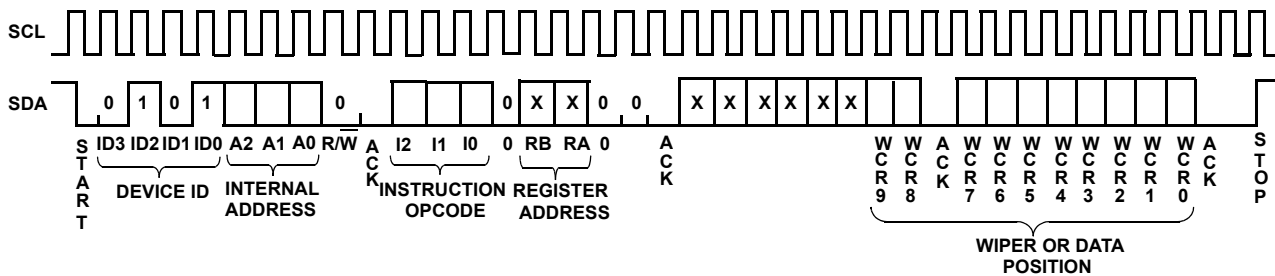 SCL
SDA 0 1 0 1 0 0 X X 0 0 X X X X X X
START ID3 ID2 ID1 ID0 A2 A1 A0 R/W ACK I2 I1 I0 0 RB RA 0 ACK WCR9 WCR8 ACK WCR7 WCR6 WCR5 WCR4 WCR3 WCR2 WCR1 WCR0 ACK STOP
DEVICE ID INTERNAL ADDRESS INSTRUCTION OPCODE REGISTER ADDRESS
WIPER OR DATA
POSITION